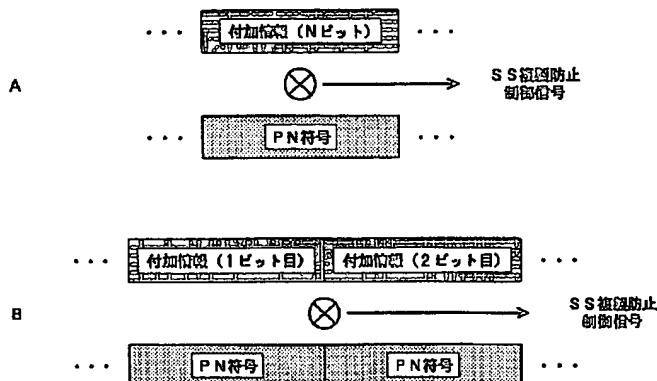 付加情報（Nビット）
A
SS複製防止
制御信号
PN符号
付加情報（1ビット目） 付加情報（2ビット目）
B
SS複製防止
制御信号
PN符号 PN符号